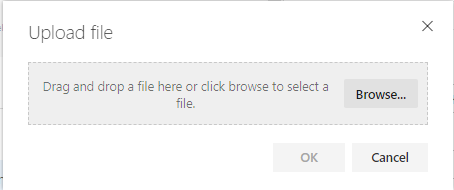 Upload file
Drag and drop a file here or click browse to select a
file.
Browse...
OK
Cancel